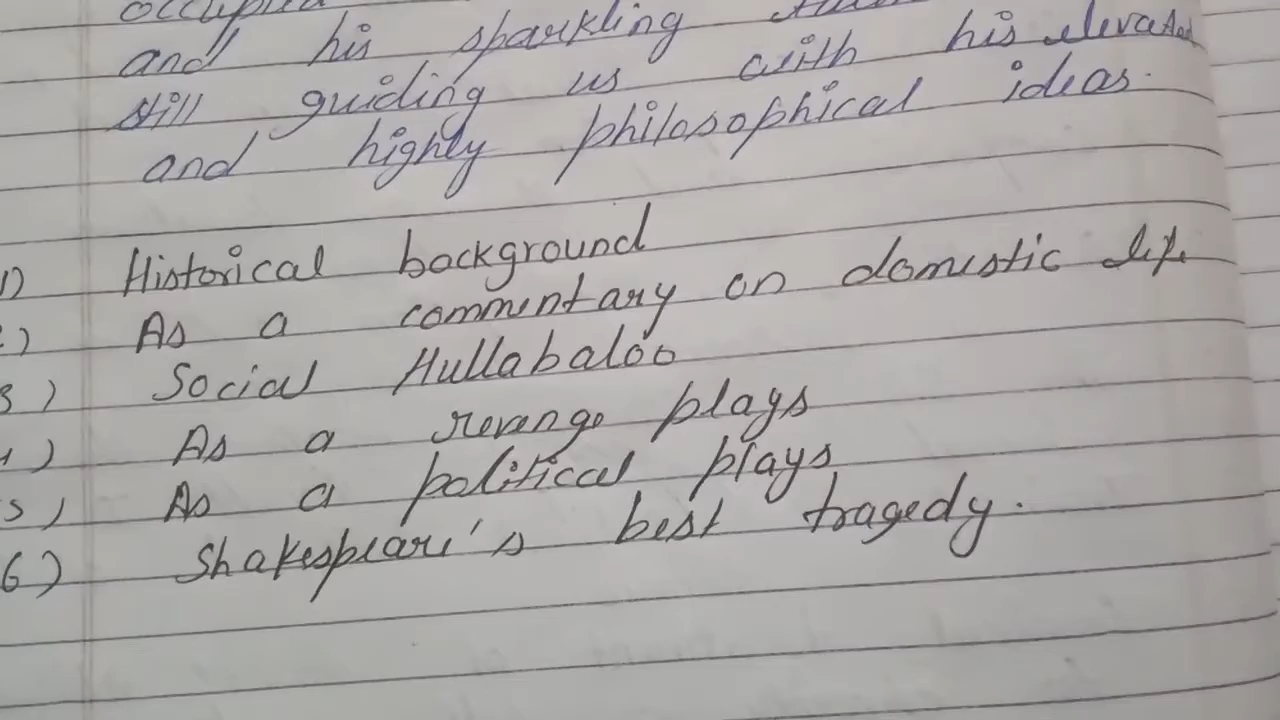 and his sparkling
still guiding us with his elevated
and highly philosophical ideas.
1) Historical background
2) As a commentary on domestic life
3) Social Hullabaloo
4) As a revenge plays
5) As a political plays
6) Shakespeare's best tragedy.